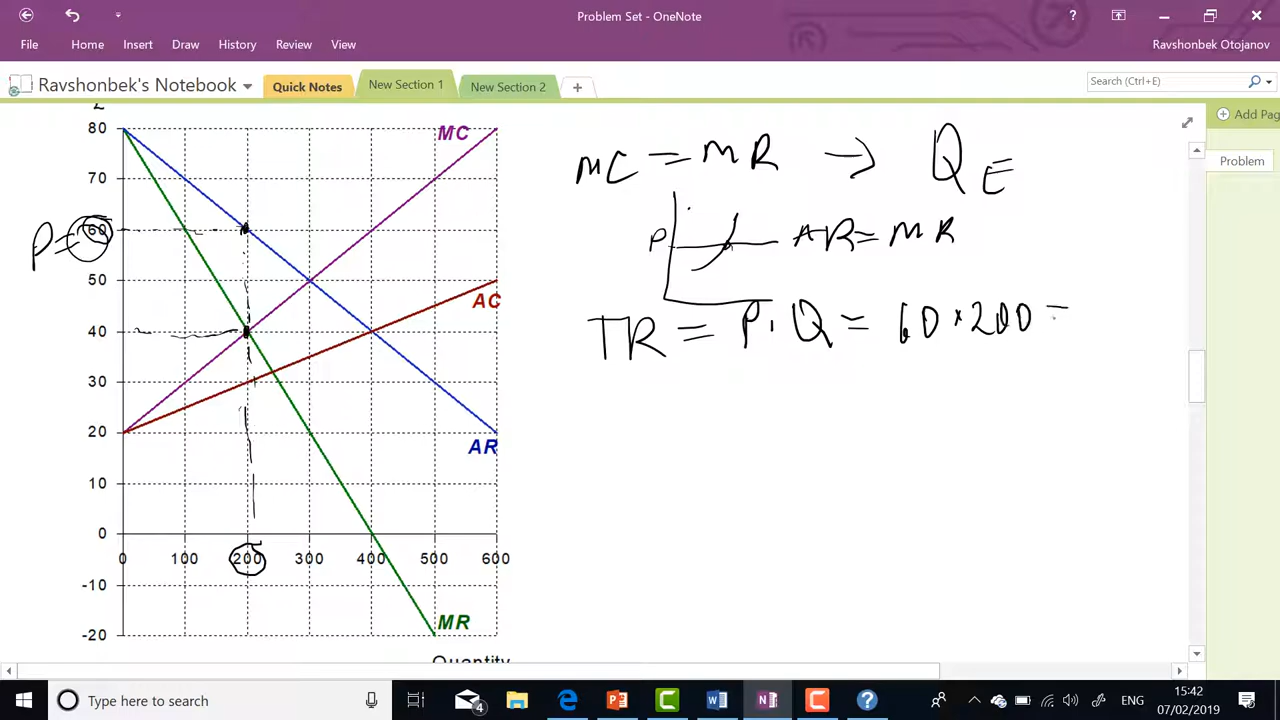 Problem Set - OneNote
?
File Home Insert Draw History Review View
Ravshonbek Otojanov
Ravshonbek's Notebook
Quick Notes
New Section 1
New Section 2
+
Search (Ctrl+E)
Add Pag
Problem
80
70
60
50
40
30
20
10
0
-10
-20
0 100 200 300 400 500 600
MC
AC
AR
MR
Quantity
P=
MC = MR → QE
P AR = MR
TR = P·Q = 60×200 =
Type here to search
4
ENG
15:42
07/02/2019